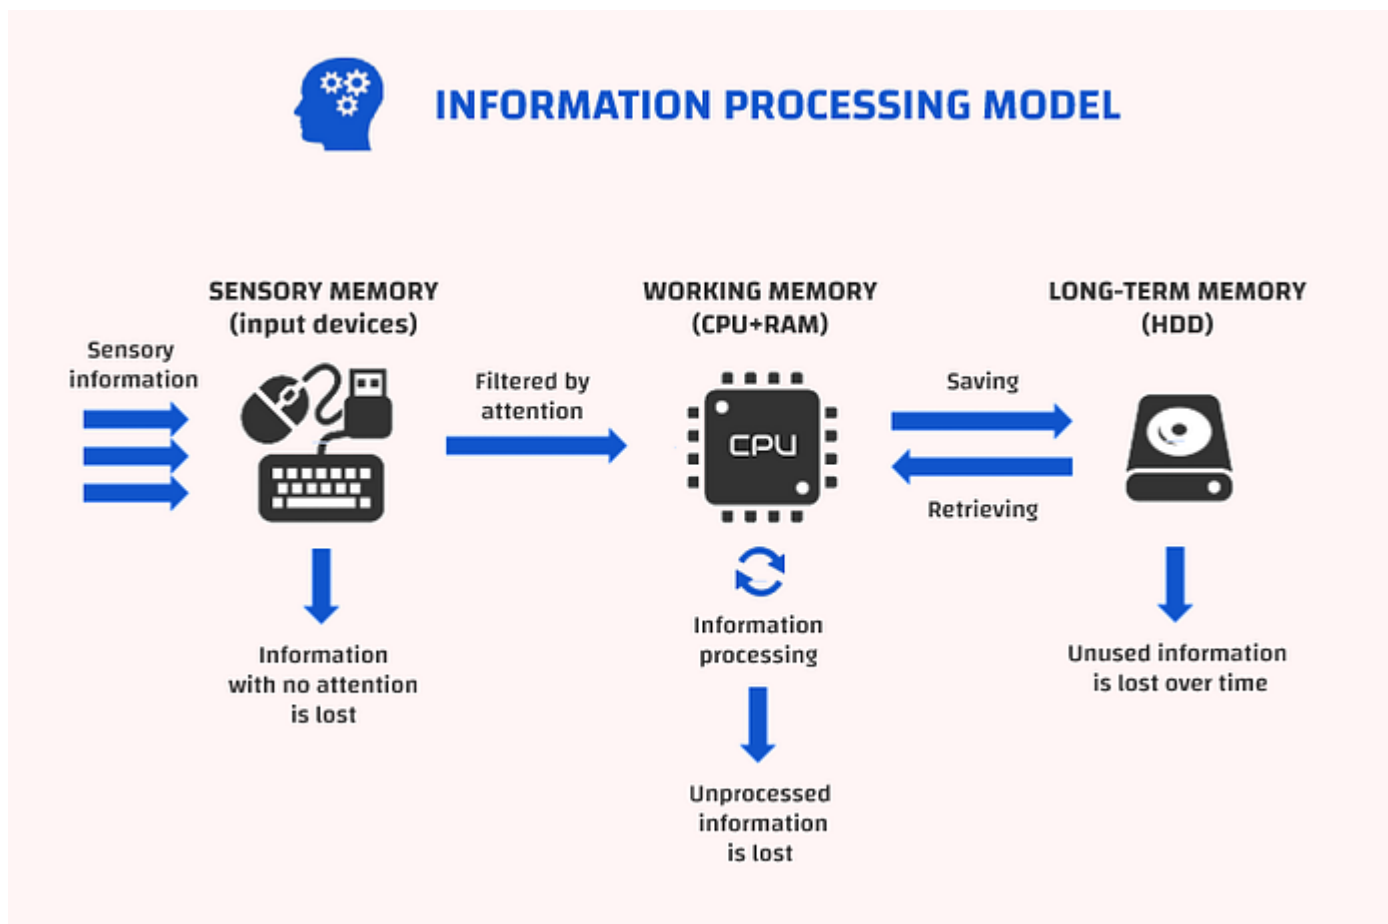 INFORMATION PROCESSING MODEL
SENSORY MEMORY
(input devices)
WORKING MEMORY
(CPU+RAM)
LONG-TERM MEMORY
(HDD)
Sensory
information
Filtered by
attention
CPU
Saving
Retrieving
Information
with no attention
is lost
Information
processing
Unprocessed
information
is lost
Unused information
is lost over time